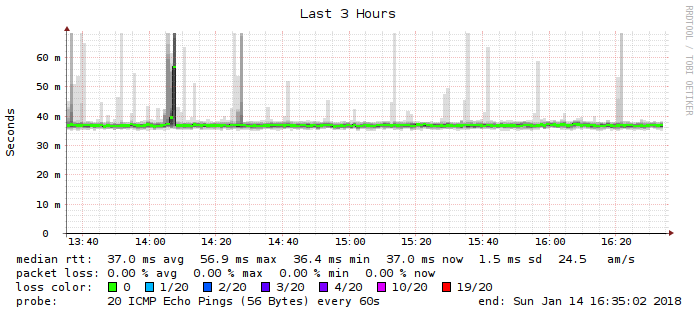 Last 3 Hours
RRDTOOL / TOBI OETIKER
Seconds
60 m
50 m
40 m
30 m
20 m
10 m
0
13:40 14:00 14:20 14:40 15:00 15:20 15:40 16:00 16:20
median rtt: 37.0 ms avg 56.9 ms max 36.4 ms min 37.0 ms now 1.5 ms sd 24.5 am/s
packet loss: 0.00 % avg 0.00 % max 0.00 % min 0.00 % now
loss color: 0 1/20 2/20 3/20 4/20 10/20 19/20
probe: 20 ICMP Echo Pings (56 Bytes) every 60s end: Sun Jan 14 16:35:02 2018